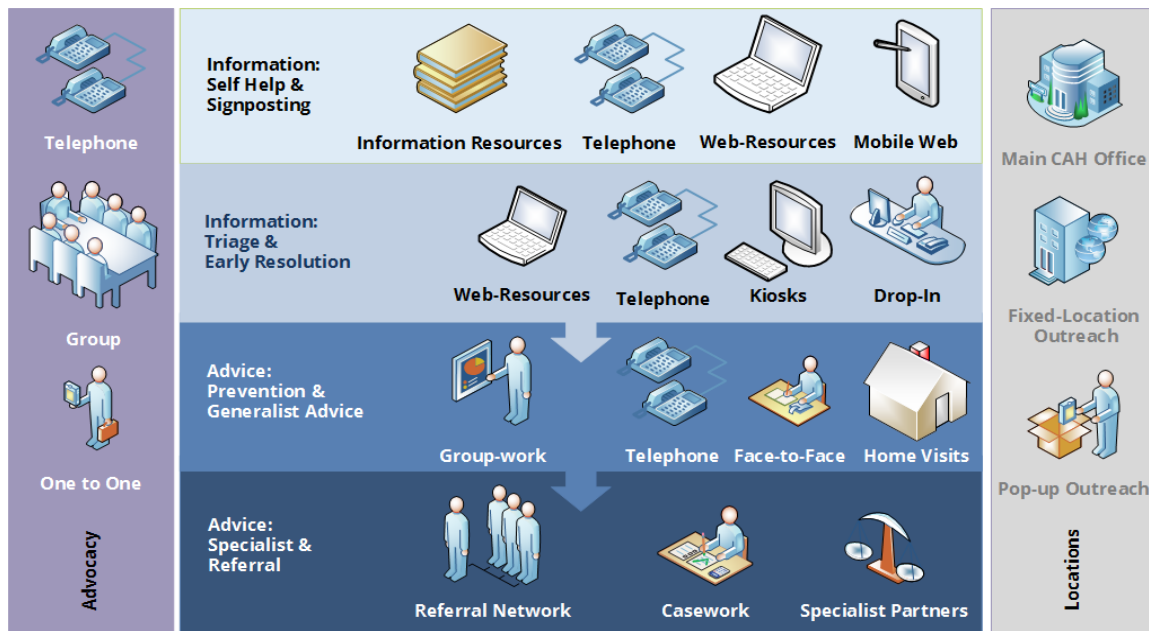 Telephone
Group
One to One
Advocacy
Information:
Self Help &
Signposting
Information Resources
Telephone
Web-Resources
Mobile Web
Information:
Triage &
Early Resolution
Web-Resources
Telephone
Kiosks
Drop-In
Advice:
Prevention &
Generalist Advice
Group-work
Telephone
Face-to-Face
Home Visits
Advice:
Specialist &
Referral
Referral Network
Casework
Specialist Partners
Main CAH Office
Fixed-Location
Outreach
Pop-up Outreach
Locations